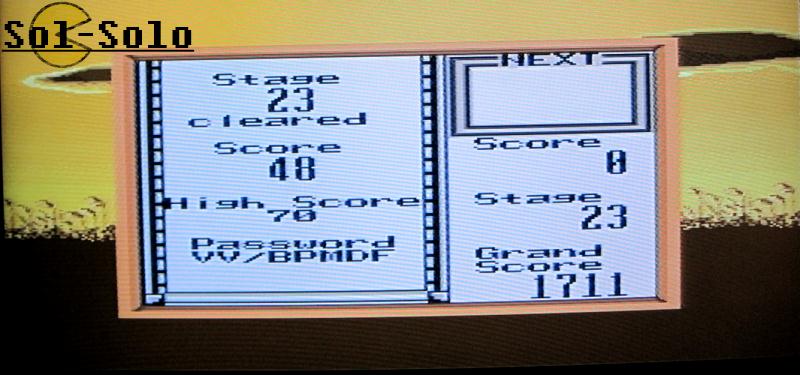 Sol-Solo
Stage
23
cleared
Score
48
High Score
70
Password
VV/BPMDF
NEXT
Score
0
Stage
23
Grand
Score
1711